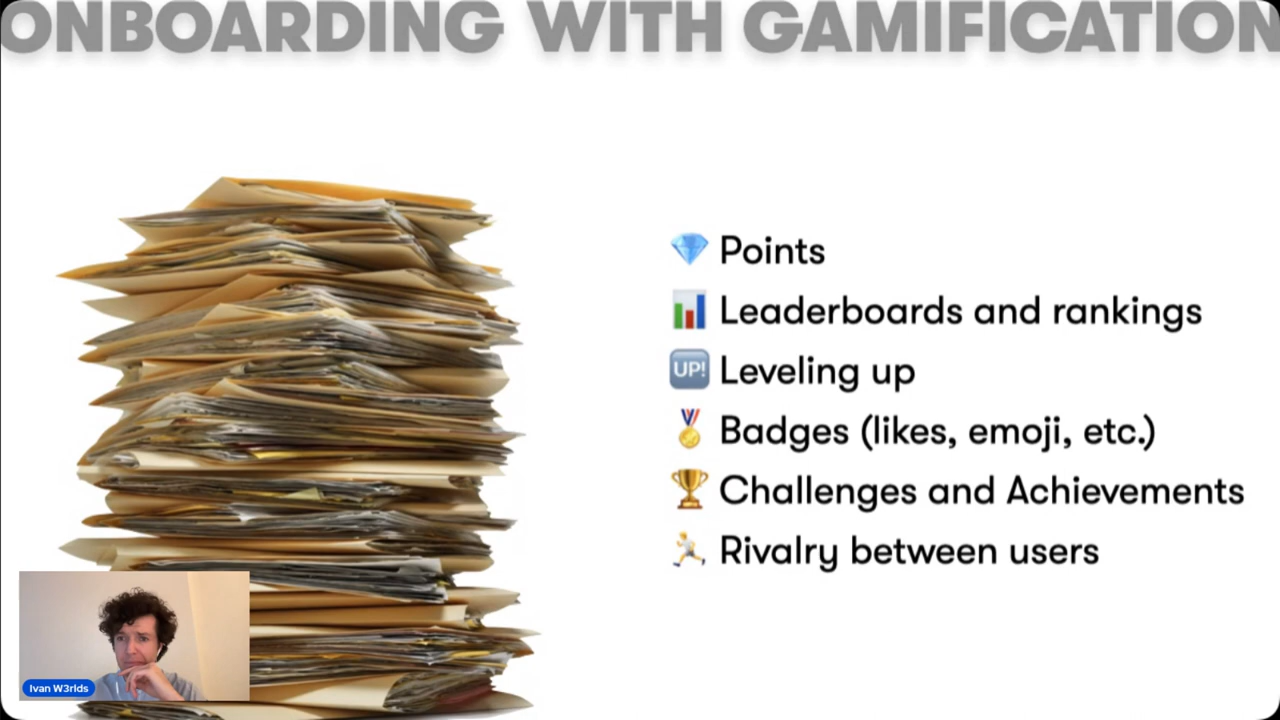 ONBOARDING WITH GAMIFICATION
Points
Leaderboards and rankings
UP! Leveling up
Badges (likes, emoji, etc.)
Challenges and Achievements
Rivalry between users
Ivan W3rlds